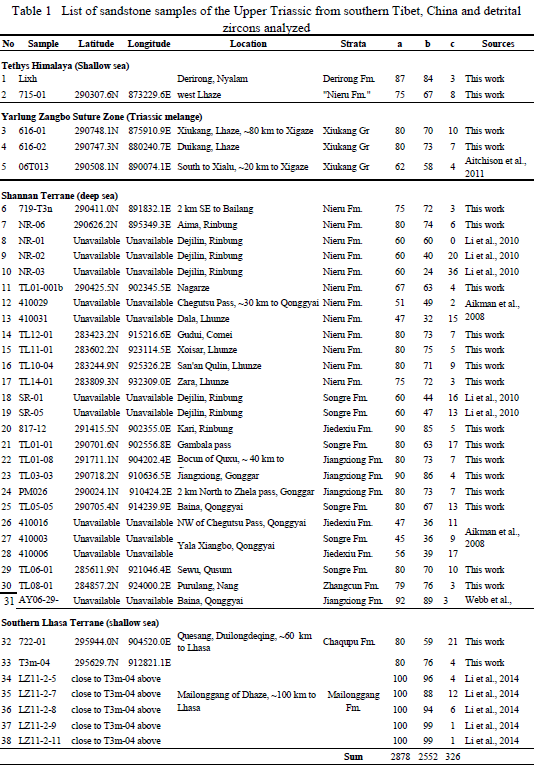 Table 1 List of sandstone samples of the Upper Triassic from southern Tibet, China and detrital
zircons analyzed
No Sample Latitude Longitude Location Strata a b c Sources
Tethys Himalaya (Shallow sea)
1 Lixh Derirong, Nyalam Derirong Fm. 87 84 3 This work
2 715-01 290307.6N 873229.6E west Lhaze "Nieru Fm." 75 67 8 This work
Yarlung Zangbo Suture Zone (Triassic melange)
3 616-01 290748.1N 875910.9E Xiukang, Lhaze, ~80 km to Xigaze Xiukang Gr 80 70 10 This work
4 616-02 290747.3N 880240.7E Duikang, Lhaze Xiukang Gr 80 73 7 This work
5 06T013 290508.1N 890074.1E South to Xialu, ~20 km to Xigaze Xiukang Gr 62 58 4 Aitchison et al., 2011
Shannan Terrane (deep sea)
6 719-T3n 290411.0N 891832.1E 2 km SE to Bailang Nieru Fm. 75 72 3 This work
7 NR-06 290626.2N 895349.3E Aima, Rinbung Nieru Fm. 80 74 6 This work
8 NR-01 Unavailable Unavailable Dejilin, Rinbung Nieru Fm. 60 60 0 Li et al., 2010
9 NR-02 Unavailable Unavailable Dejilin, Rinbung Nieru Fm. 60 40 20 Li et al., 2010
10 NR-03 Unavailable Unavailable Dejilin, Rinbung Nieru Fm. 60 24 36 Li et al., 2010
11 TL01-001b 290425.5N 902345.5E Nagarze Nieru Fm. 67 63 4 This work
12 410029 Unavailable Unavailable Chegutsu Pass, ~30 km to Qonggyai Nieru Fm. 51 49 2 Aikman et al.,
13 410031 Unavailable Unavailable Dala, Lhunze Nieru Fm. 47 32 15 2008
14 TL12-01 283423.2N 915216.6E Gudui, Comei Nieru Fm. 80 73 7 This work
15 TL11-01 283602.2N 923114.5E Xoisar, Lhunze Nieru Fm. 80 75 5 This work
16 TL10-04 283244.9N 925326.2E San'an Qulin, Lhunze Nieru Fm. 80 71 9 This work
17 TL14-01 283809.3N 932309.0E Zara, Lhunze Nieru Fm. 75 72 3 This work
18 SR-01 Unavailable Unavailable Dejilin, Rinbung Songre Fm. 60 44 16 Li et al., 2010
19 SR-05 Unavailable Unavailable Dejilin, Rinbung Songre Fm. 60 47 13 Li et al., 2010
20 817-12 291415.5N 902355.0E Kari, Rinbung Jiedexiu Fm. 90 85 5 This work
21 TL01-01 290701.6N 902556.8E Gambala pass Songre Fm. 80 63 17 This work
22 TL01-08 291711.1N 904202.4E Bocun of Quxu, ~ 40 km to Jiangxiong Fm. 80 73 7 This work
23 TL03-03 290718.2N 910636.5E Jiangxiong, Gonggar Jiangxiong Fm. 90 86 4 This work
24 PM026 290024.1N 910424.2E 2 km North to Zhela pass, Gonggar Jiangxiong Fm. 80 73 7 This work
25 TL05-05 290705.4N 914239.9E Baina, Qonggyai Songre Fm. 80 67 13 This work
26 410016 Unavailable Unavailable NW of Chegutsu Pass, Qonggyai Jiedexiu Fm. 47 36 11
27 410003 Unavailable Unavailable Yala Xiangbo, Qonggyai Songre Fm. 45 36 9 Aikman et al., 2008
28 410006 Unavailable Unavailable Jiedexiu Fm. 56 39 17
29 TL06-01 285611.9N 921046.4E Sewu, Qusum Songre Fm. 80 70 10 This work
30 TL08-01 284857.2N 924000.2E Purulang, Nang Zhangcun Fm. 79 76 3 This work
31 AY06-29- Unavailable Unavailable Baina, Qonggyai Jiangxiong Fm. 92 89 3 Webb et al.,
Southern Lhasa Terrane (shallow sea)
32 722-01 295944.0N 904520.0E Quesang, Duilongdeqing, ~60 km to Lhasa Chaqupu Fm. 80 59 21 This work
33 T3m-04 295629.7N 912821.1E 80 76 4 This work
34 LZ11-2-5 close to T3m-04 above 100 96 4 Li et al., 2014
35 LZ11-2-7 close to T3m-04 above Mailonggang of Dhaze, ~100 km to Lhasa Mailonggang Fm. 100 88 12 Li et al., 2014
36 LZ11-2-8 close to T3m-04 above 100 94 6 Li et al., 2014
37 LZ11-2-9 close to T3m-04 above 100 99 1 Li et al., 2014
38 LZ11-2-11 close to T3m-04 above 100 99 1 Li et al., 2014
Sum 2878 2552 326